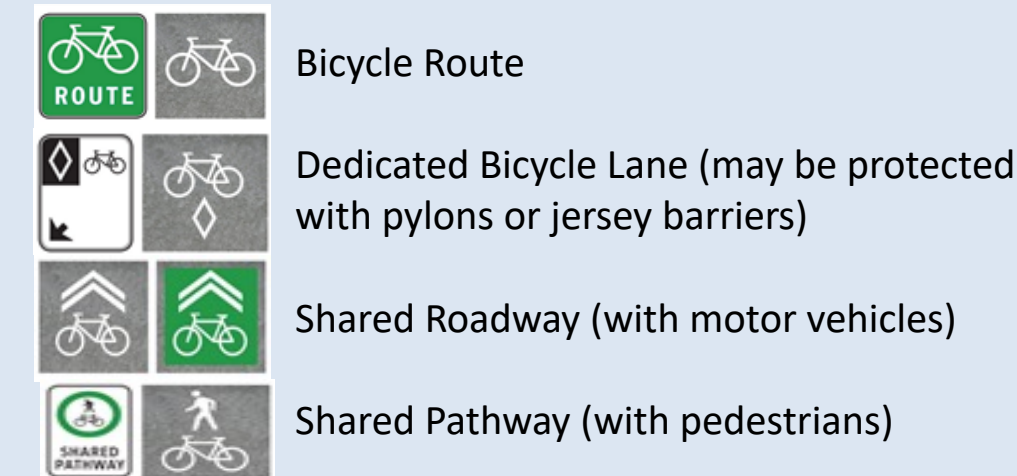 ROUTE
Bicycle Route
Dedicated Bicycle Lane (may be protected
with pylons or jersey barriers)
Shared Roadway (with motor vehicles)
SHARED
PATHWAY
Shared Pathway (with pedestrians)